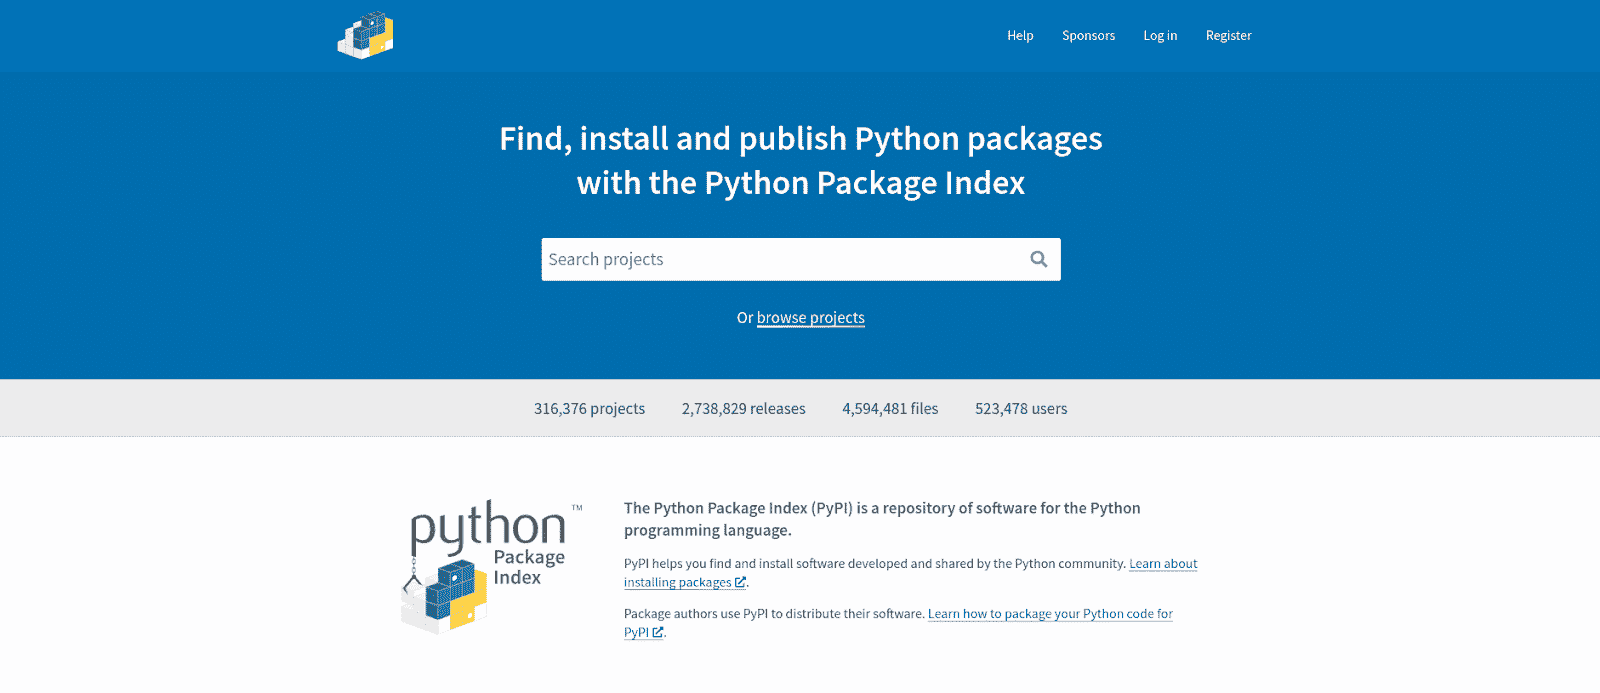 Help Sponsors Log in Register
Find, install and publish Python packages
with the Python Package Index
Search projects
Or browse projects
316,376 projects 2,738,829 releases 4,594,481 files 523,478 users
python™
Package
Index
The Python Package Index (PyPI) is a repository of software for the Python
programming language.
PyPI helps you find and install software developed and shared by the Python community. Learn about
installing packages.
Package authors use PyPI to distribute their software. Learn how to package your Python code for
PyPI.